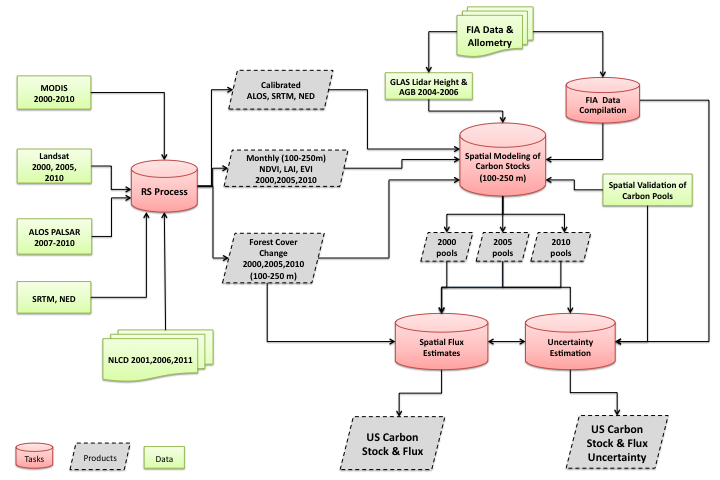 FIA Data &
Allometry
MODIS
2000-2010
Calibrated
ALOS, SRTM, NED
GLAS Lidar Height &
AGB 2004-2006
FIA Data
Compilation
Landsat
2000, 2005,
2010
RS Process
Monthly (100-250m)
NDVI, LAI, EVI
2000,2005,2010
Spatial Modeling of
Carbon Stocks
(100-250 m)
Spatial Validation of
Carbon Pools
ALOS PALSAR
2007-2010
Forest Cover
Change
2000,2005,2010
(100-250 m)
2000
pools
2005
pools
2010
pools
SRTM, NED
NLCD 2001,2006,2011
Spatial Flux
Estimates
Uncertainty
Estimation
US Carbon
Stock & Flux
US Carbon
Stock & Flux
Uncertainty
Tasks
Products
Data